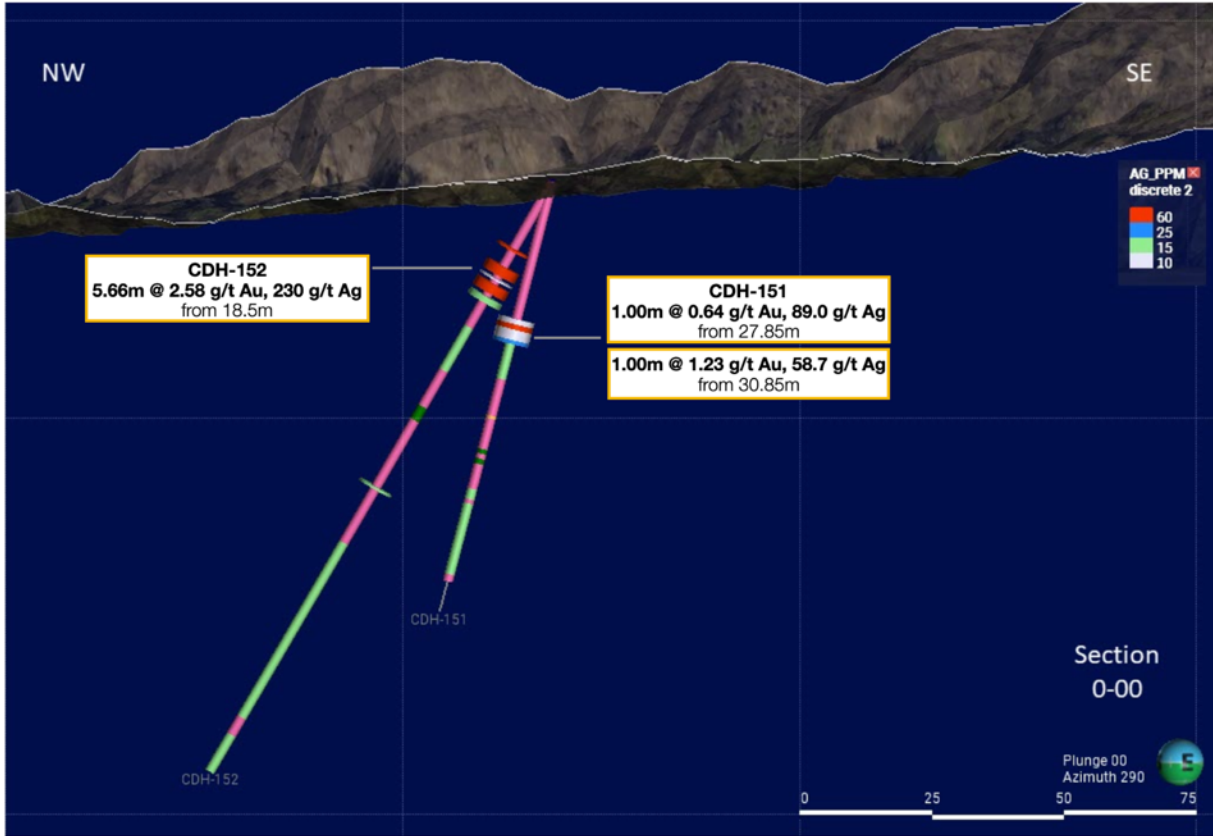 NW
SE
AG_PPM
discrete 2
60
25
15
10
CDH-152
5.66m @ 2.58 g/t Au, 230 g/t Ag
from 18.5m
CDH-151
1.00m @ 0.64 g/t Au, 89.0 g/t Ag
from 27.85m
1.00m @ 1.23 g/t Au, 58.7 g/t Ag
from 30.85m
CDH-151
CDH-152
Section
0-00
Plunge 00
Azimuth 290
0
25
50
75